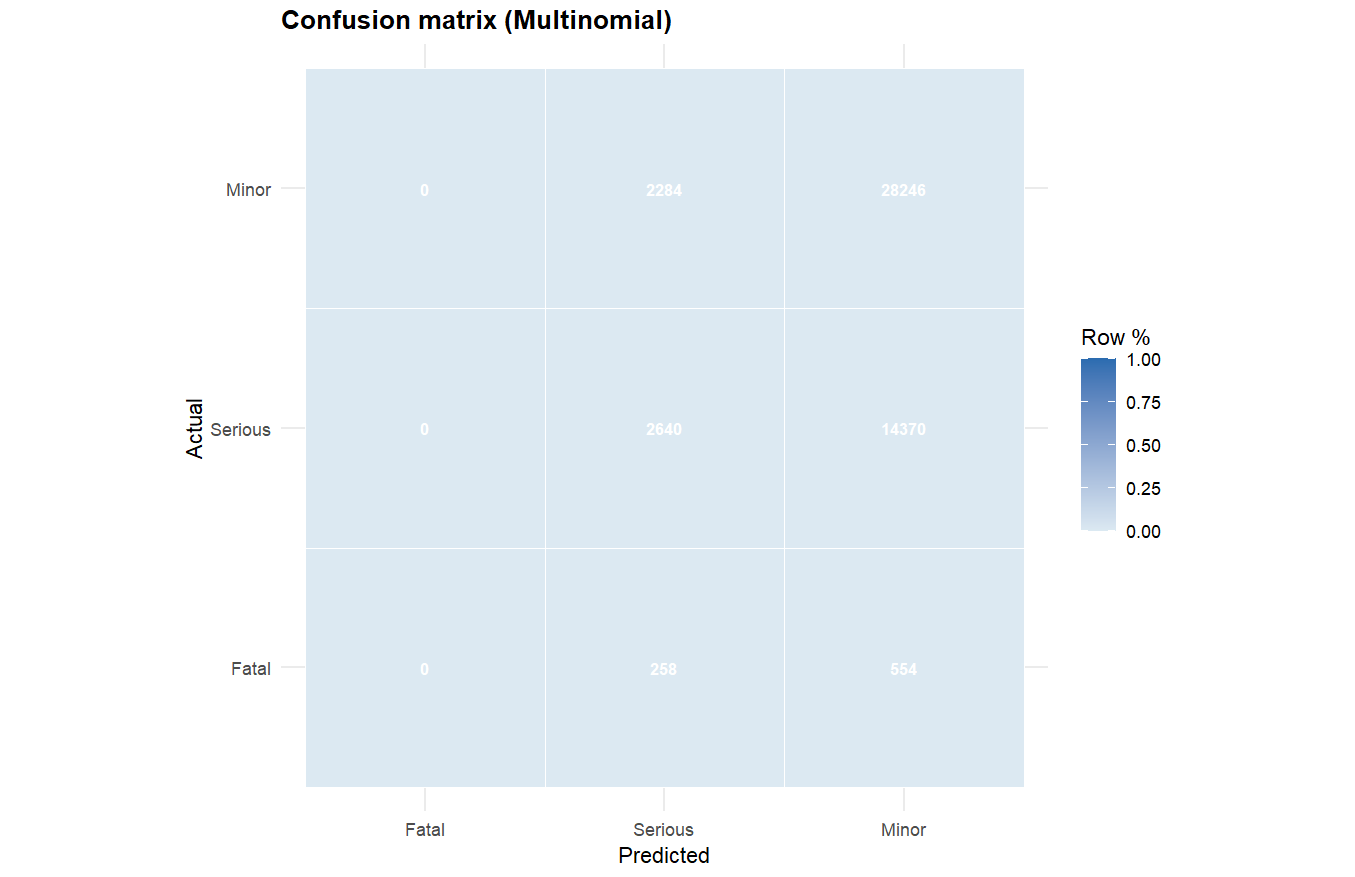 Confusion matrix (Multinomial)
Minor
0
2284
28246
Serious
0
2640
14370
Fatal
0
258
554
Fatal
Serious
Minor
Predicted
Actual
Row %
1.00
0.75
0.50
0.25
0.00